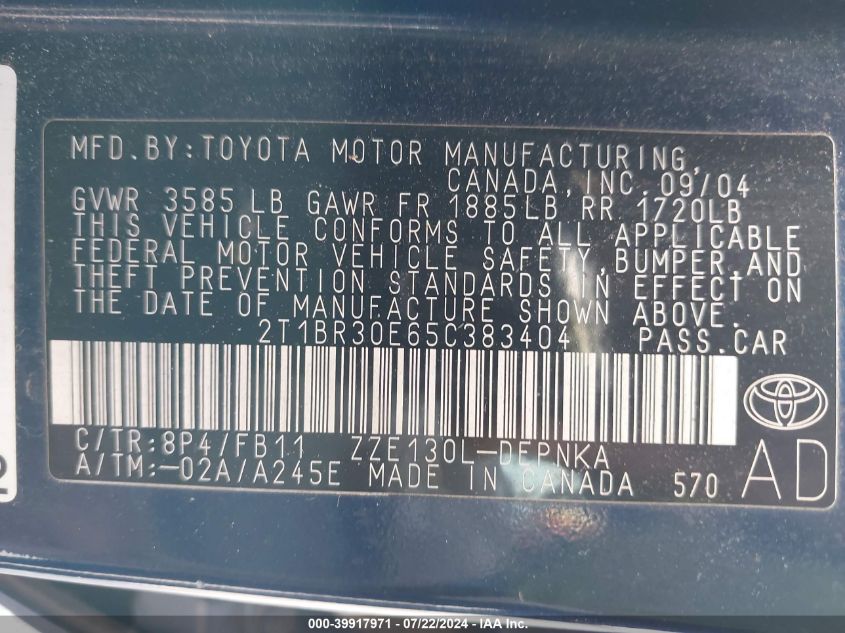 MFD.BY:TOYOTA MOTOR MANUFACTURING,
CANADA,INC. 09/04
GVWR 3585 LB GAWR FR 1885LB RR 1720LB
THIS VEHICLE CONFORMS TO ALL APPLICABLE
FEDERAL MOTOR VEHICLE SAFETY,BUMPER,AND
THEFT PREVENTION STANDARDS IN EFFECT ON
THE DATE OF MANUFACTURE SHOWN ABOVE.
2T1BR30E65C383404 PASS.CAR
C/TR:8P4/FB11 ZZE130L-DEPNKA
A/TM:-02A/A245E MADE IN CANADA 570
AD
000-39917971 / 07/22/2024 - IAA Inc.